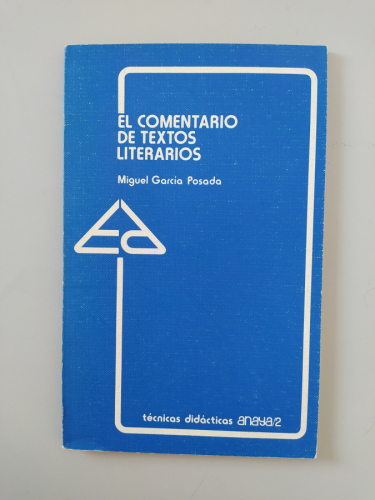 EL COMENTARIO
DE TEXTOS
LITERARIOS
Miguel García Posada
técnicas didácticas anaya/2